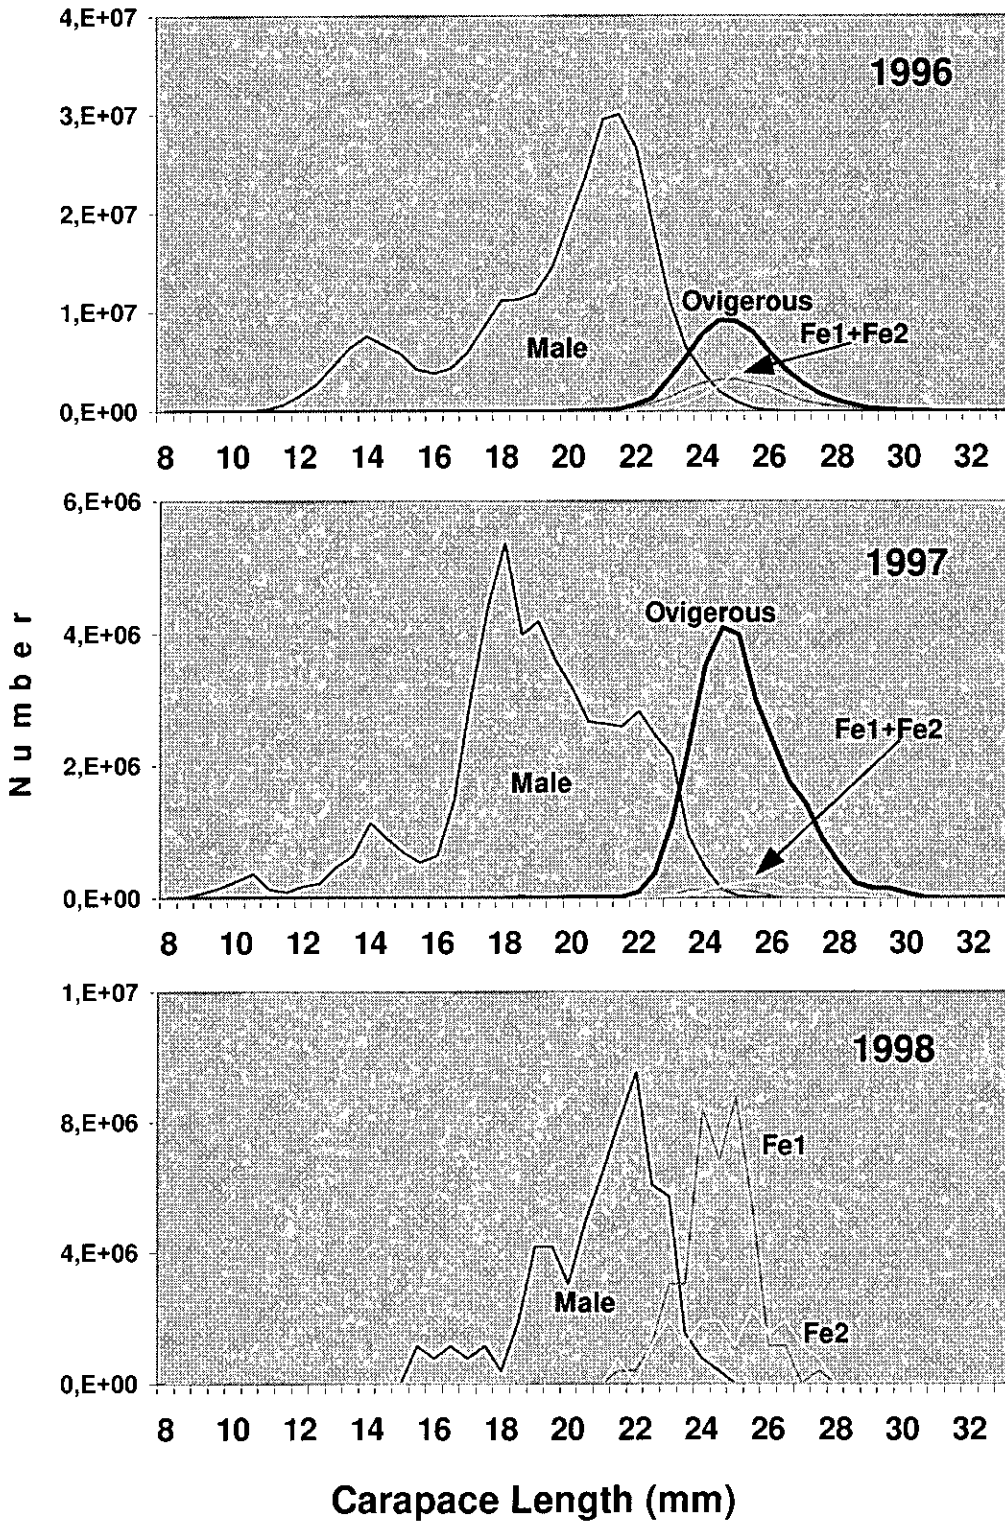 4,E+07
1996
3,E+07
2,E+07
Ovigerous
1,E+07
Fe1+Fe2
Male
0,E+00
8 10 12 14 16 18 20 22 24 26 28 30 32
6,E+06
1997
Ovigerous
4,E+06
Fe1+Fe2
2,E+06
Male
0,E+00
8 10 12 14 16 18 20 22 24 26 28 30 32
Number
1,E+07
1998
8,E+06
Fe1
4,E+06
Male
Fe2
0,E+00
8 10 12 14 16 18 20 22 24 26 28 30 32
Carapace Length (mm)